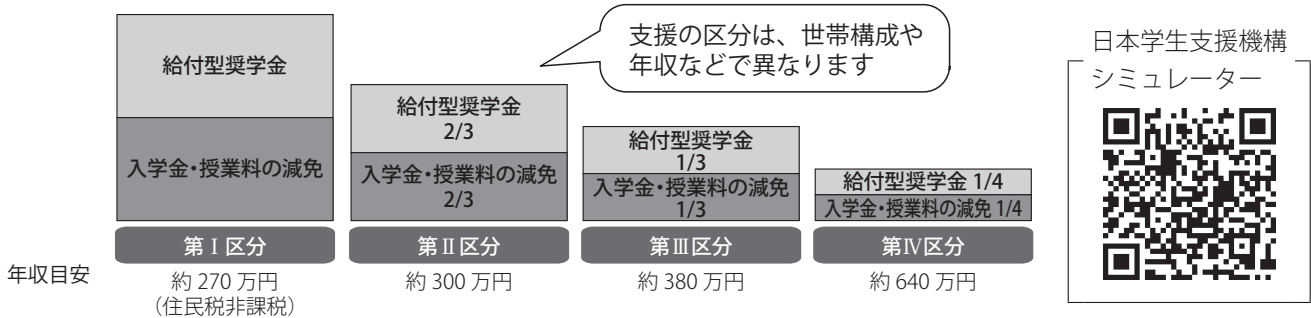 支援の区分は、世帯構成や
年収などで異なります
日本学生支援機構
シミュレーター
給付型奨学金
入学金・授業料の減免
給付型奨学金
2/3
入学金・授業料の減免
2/3
給付型奨学金
1/3
入学金・授業料の減免
1/3
給付型奨学金 1/4
入学金・授業料の減免 1/4
第Ⅰ区分
第Ⅱ区分
第Ⅲ区分
第Ⅳ区分
年収目安
約 270 万円
（住民税非課税）
約 300 万円
約 380 万円
約 640 万円